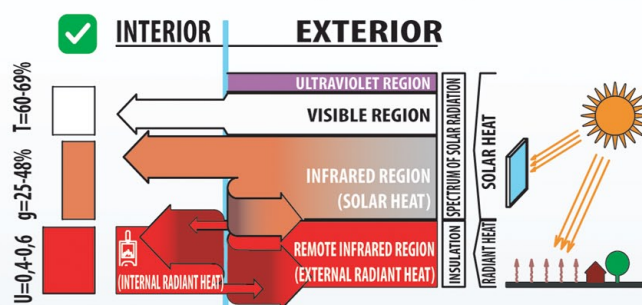 INTERIOR
EXTERIOR
T=60-69%
g=25-48%
U=0,4-0,6
ULTRAVIOLET REGION
VISIBLE REGION
INFRARED REGION
(SOLAR HEAT)
REMOTE INFRARED REGION
(EXTERNAL RADIANT HEAT)
(INTERNAL RADIANT HEAT)
SPECTRUM OF SOLAR RADIATION
INSULATION
SOLAR HEAT
RADIANT HEAT